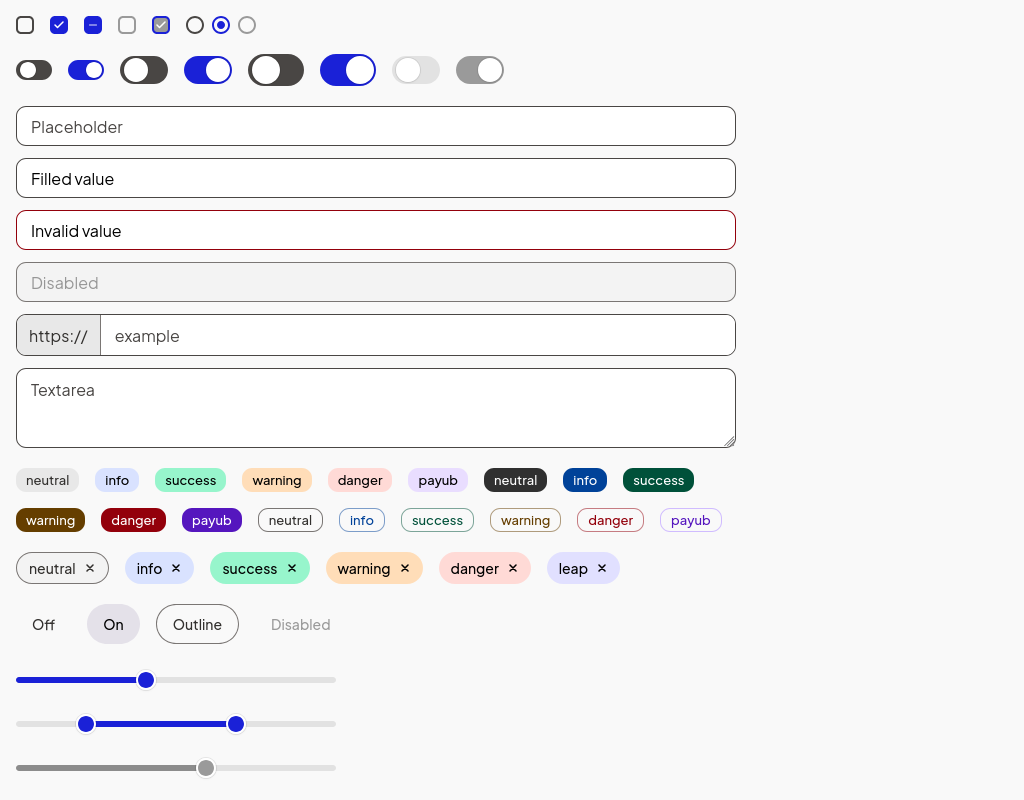 Placeholder
Filled value
Invalid value
Disabled
https:// example
Textarea
neutral info success warning danger payub neutral info success
warning danger payub neutral info success warning danger payub
neutral × info × success × warning × danger × leap ×
Off On Outline Disabled